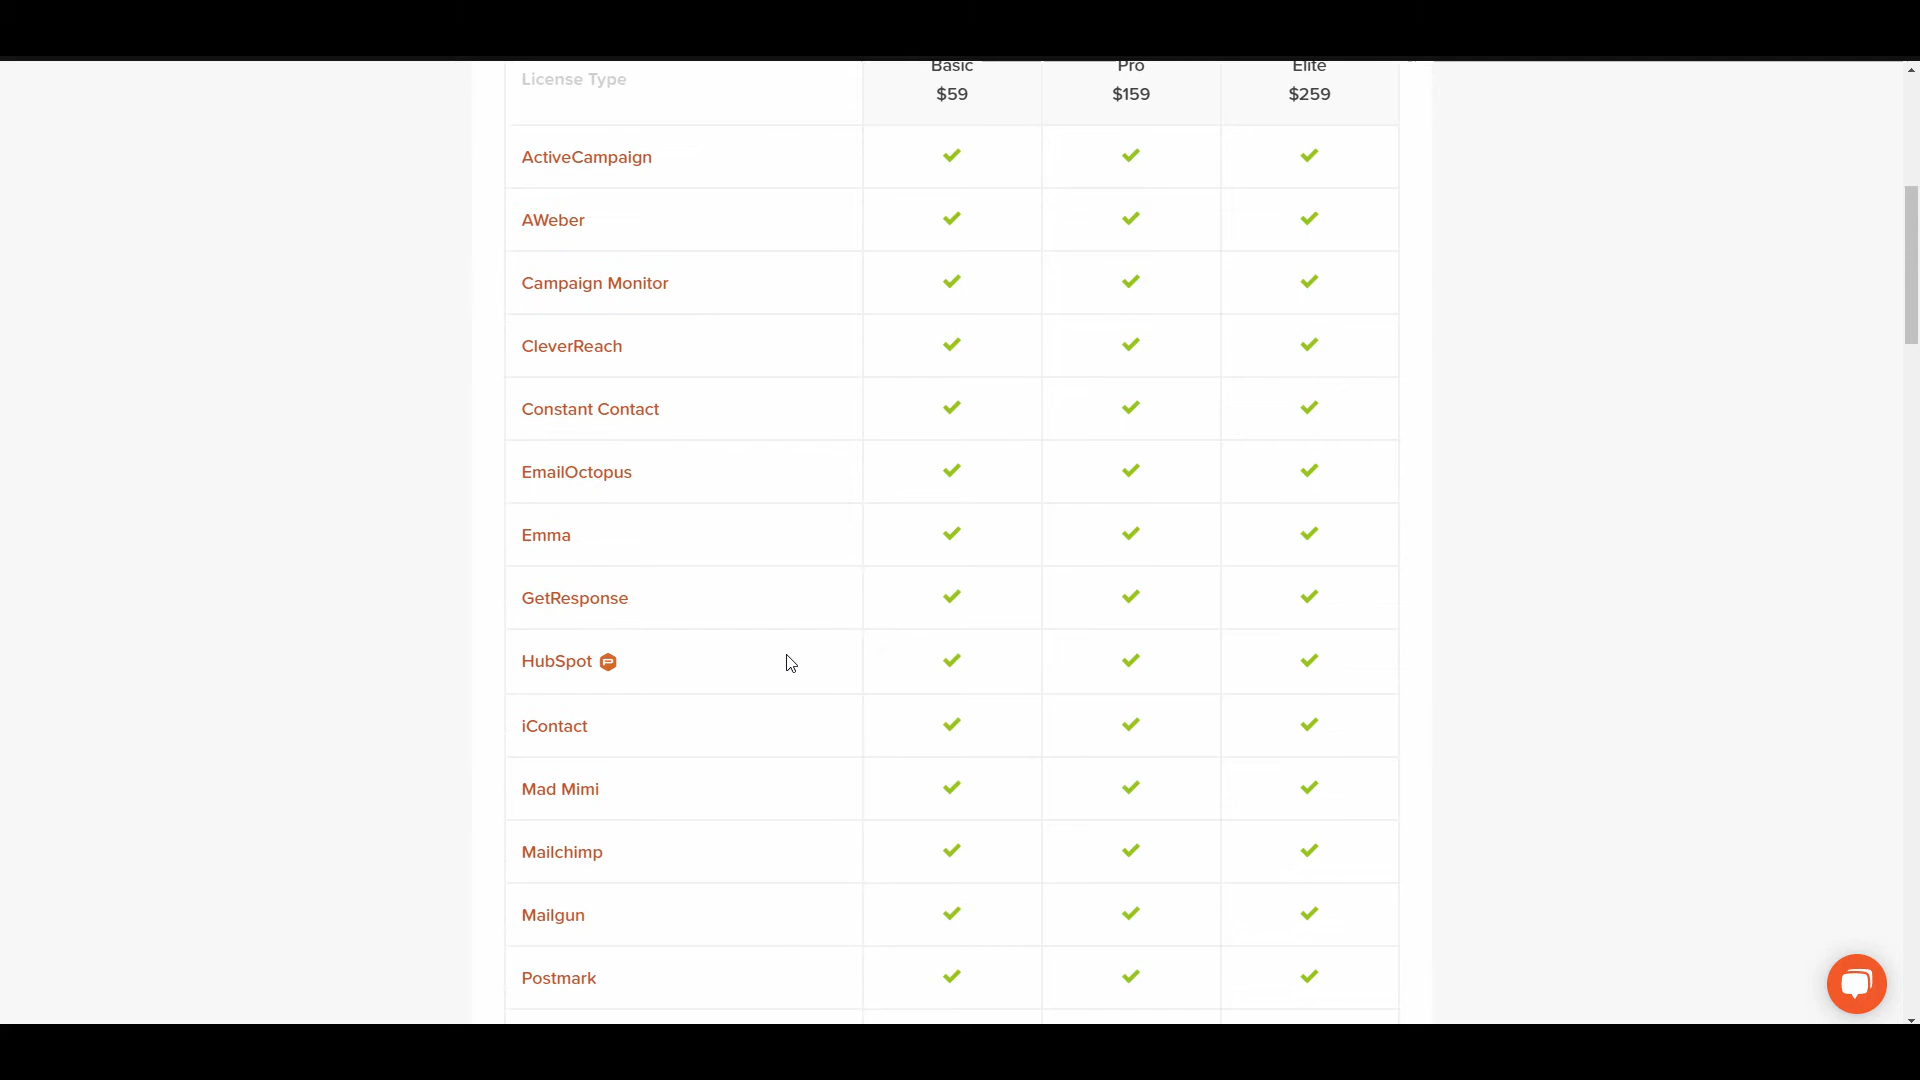 Basic Pro Elite
License Type
$59 $159 $259
ActiveCampaign
AWeber
Campaign Monitor
CleverReach
Constant Contact
EmailOctopus
Emma
GetResponse
HubSpot
iContact
Mad Mimi
Mailchimp
Mailgun
Postmark